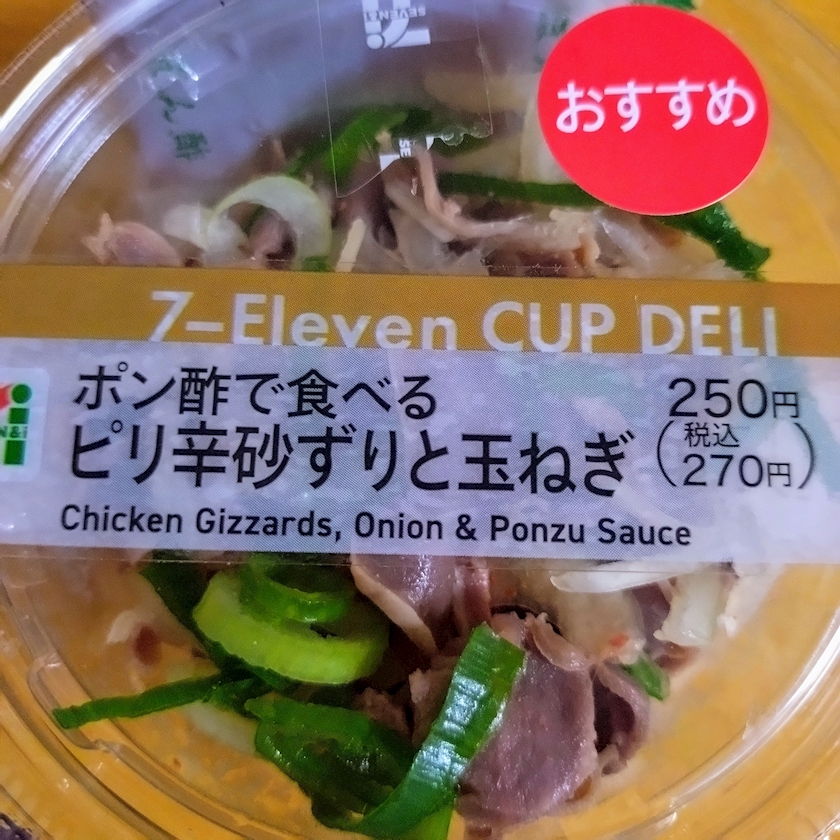 SEVEN & i
おすすめ
7-Eleven CUP DELI
ポン酢で食べる
250円
ピリ辛砂ずりと玉ねぎ
(税込
270円)
Chicken Gizzards, Onion & Ponzu Sauce